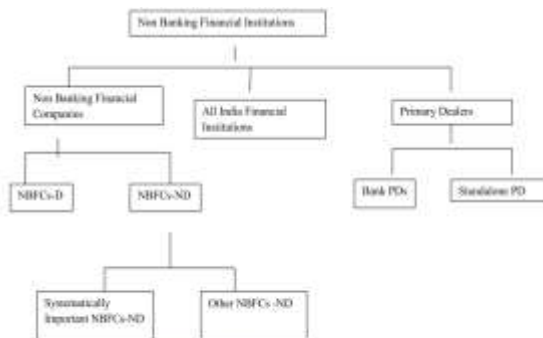 Non Banking Financial Institutions
Non Banking Financial
Companies
All India Financial
Institutions
Primary Dealers
NBFCs-D
NBFCs-ND
Bank PDs
Standalone PD
Systematically
Important NBFCs-ND
Other NBFCs -ND